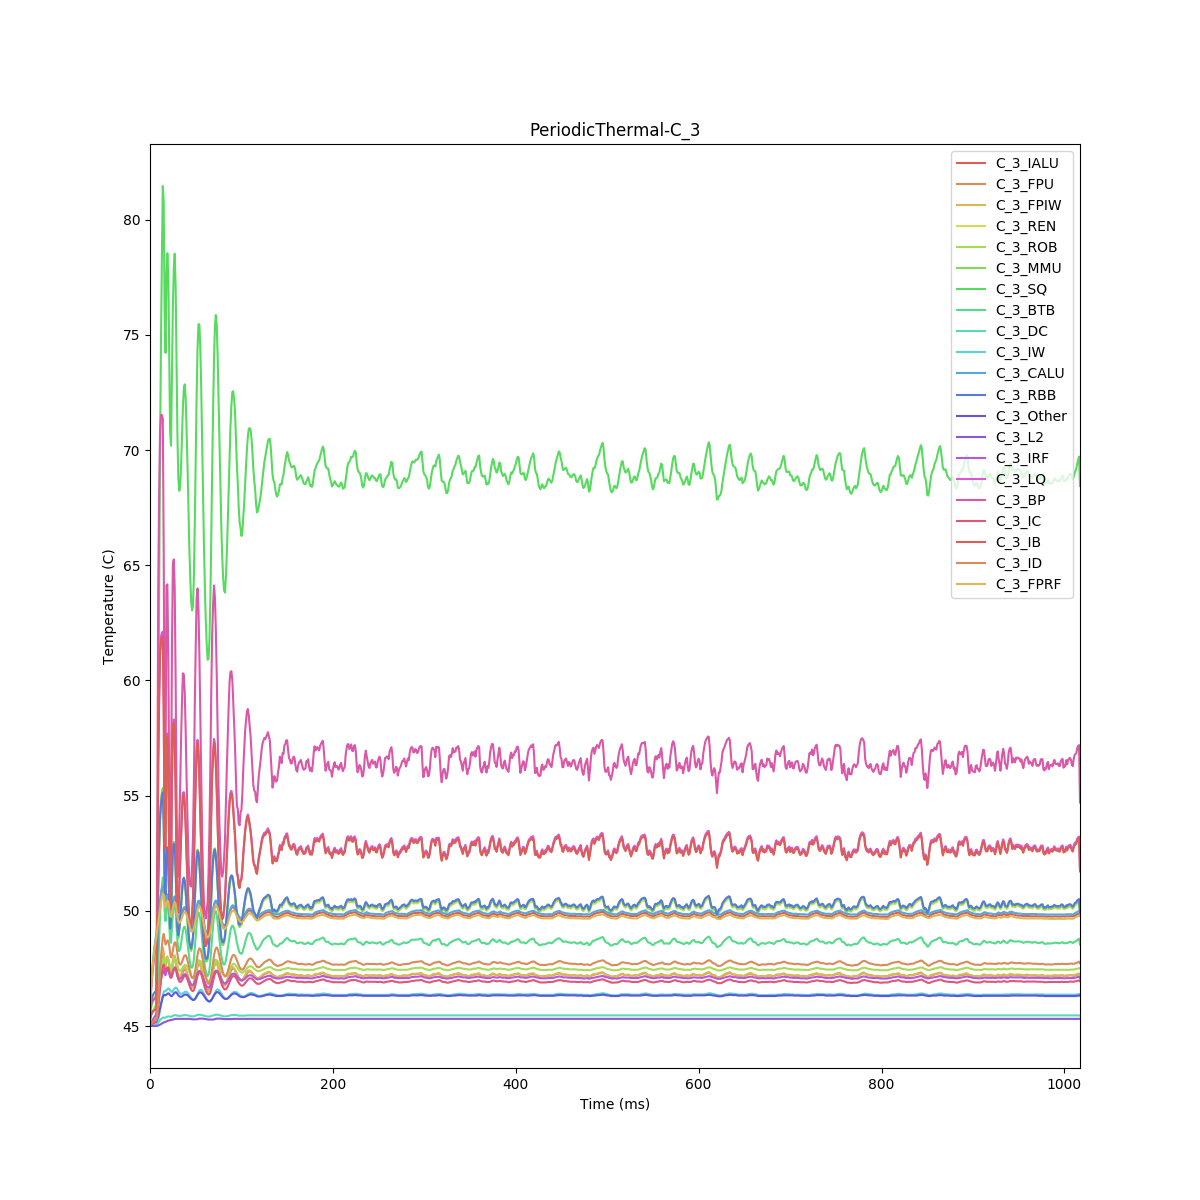 PeriodicThermal-C_3
C_3_IALU
C_3_FPU
C_3_FPIW
C_3_REN
C_3_ROB
C_3_MMU
C_3_SQ
C_3_BTB
C_3_DC
C_3_IW
C_3_CALU
C_3_RBB
C_3_Other
C_3_L2
C_3_IRF
C_3_LQ
C_3_BP
C_3_IC
C_3_IB
C_3_ID
C_3_FPRF
80
75
70
65
60
55
50
45
Temperature (C)
0 200 400 600 800 1000
Time (ms)